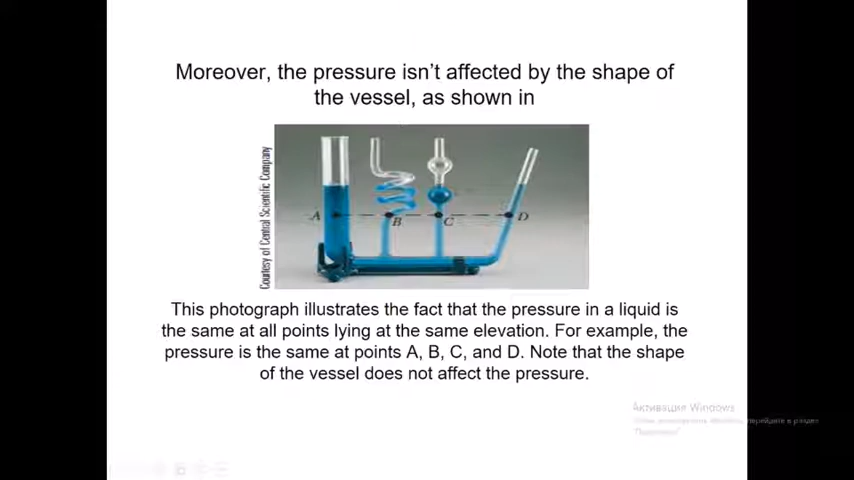 Moreover, the pressure isn't affected by the shape of
the vessel, as shown in
Courtesy of Central Scientific Company
A
B
C
D
This photograph illustrates the fact that the pressure in a liquid is
the same at all points lying at the same elevation. For example, the
pressure is the same at points A, B, C, and D. Note that the shape
of the vessel does not affect the pressure.
Активация Windows
перейдите в раздел